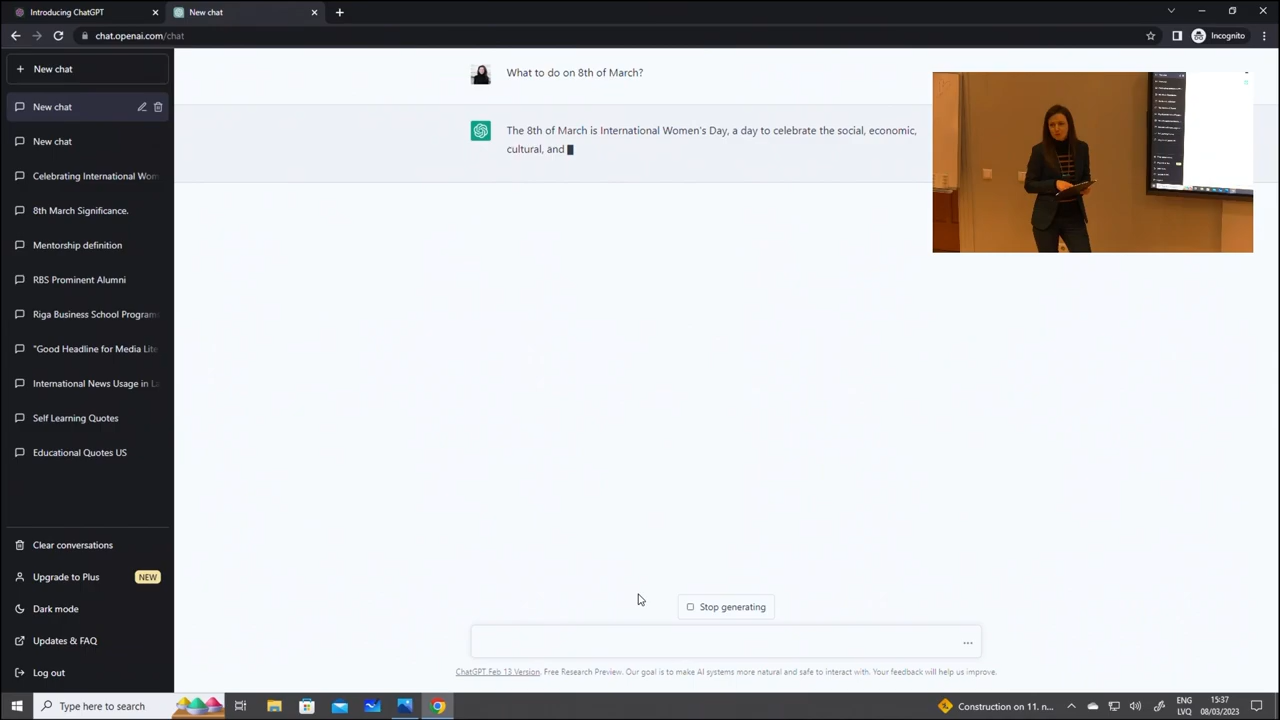 Introducing ChatGPT
New chat
chat.openai.com/chat
Incognito
New chat
New chat
New chat
Celebrating International Wom
8th March Significance.
Mentorship definition
RBS Prominent Alumni
Riga Business School Program
"Good Headline for Media Lite
International News Usage in La
Self Learning Quotes
Educational Quotes US
Clear conversations
Upgrade to Plus NEW
Dark mode
Updates & FAQ
Log out
What to do on 8th of March?
The 8th of March is International Women's Day, a day to celebrate the social, economic,
cultural, and
Stop generating
ChatGPT Feb 13 Version. Free Research Preview. Our goal is to make AI systems more natural and safe to interact with. Your feedback will help us improve.
Type here to search
Construction on 11. n...
ENG
LVQ
15:37
08/03/2023